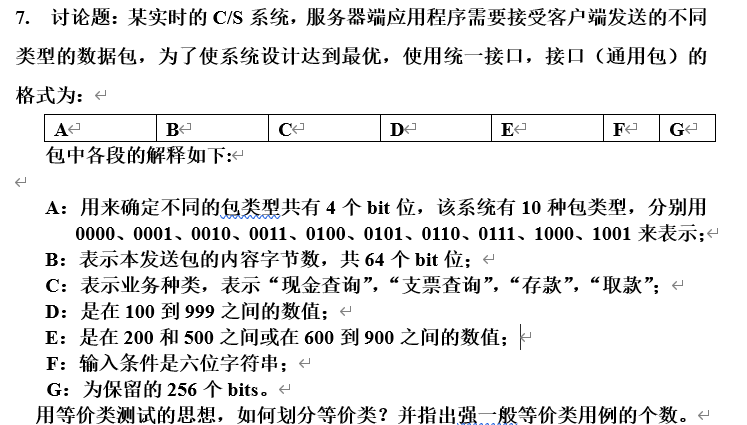 7. 讨论题：某实时的 C/S 系统，服务器端应用程序需要接受客户端发送的不同
类型的数据包，为了使系统设计达到最优，使用统一接口，接口（通用包）的
格式为：
A B C D E F G
包中各段的解释如下:
A：用来确定不同的包类型共有 4 个 bit 位，该系统有 10 种包类型，分别用
0000、0001、0010、0011、0100、0101、0110、0111、1000、1001 来表示；
B：表示本发送包的内容字节数，共 64 个 bit 位；
C：表示业务种类，表示“现金查询”，“支票查询”，“存款”，“取款”；
D：是在 100 到 999 之间的数值；
E：是在 200 和 500 之间或在 600 到 900 之间的数值；
F：输入条件是六位字符串；
G：为保留的 256 个 bits。
用等价类测试的思想，如何划分等价类？并指出强一般等价类用例的个数。